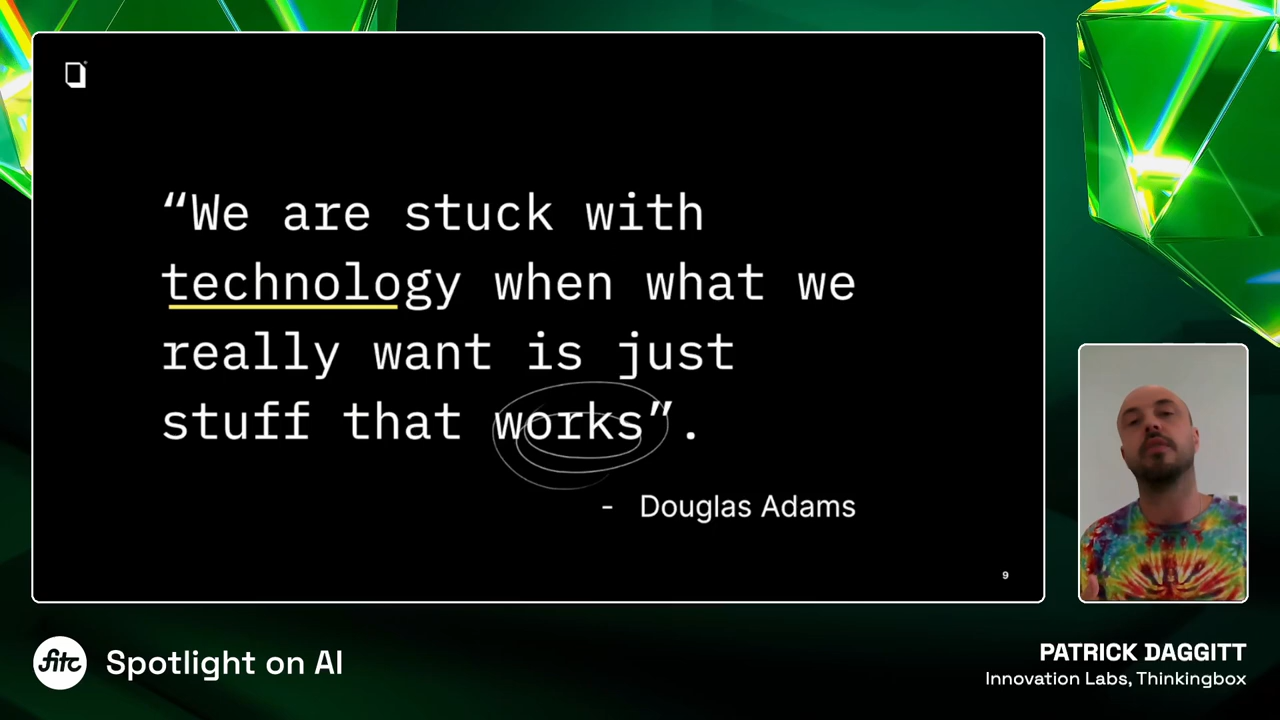 “We are stuck with
technology when what we
really want is just
stuff that works”.
- Douglas Adams
9
fitc
Spotlight on AI
PATRICK DAGGITT
Innovation Labs, Thinkingbox